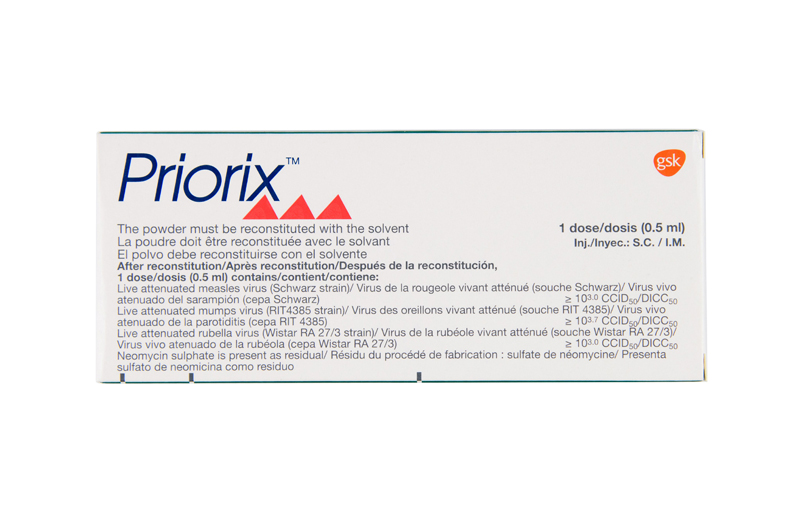 Priorix™
gsk
The powder must be reconstituted with the solvent
La poudre doit être reconstituée avec le solvant
El polvo debe reconstituirse con el solvente
1 dose/dosis (0.5 ml)
Inj./Inyec.: S.C. / I.M.
After reconstitution/Après reconstitution/Después de la reconstitución,
1 dose/dosis (0.5 ml) contains/contient/contiene:
Live attenuated measles virus (Schwarz strain)/ Virus de la rougeole vivant atténué (souche Schwarz)/ Virus vivo
atenuado del sarampión (cepa Schwarz) ≥ 10³·⁰ CCID₅₀/DICC₅₀
Live attenuated mumps virus (RIT4385 strain)/ Virus des oreillons vivant atténué (souche RIT 4385)/ Virus vivo
atenuado de la parotiditis (cepa RIT 4385) ≥ 10³·⁷ CCID₅₀/DICC₅₀
Live attenuated rubella virus (Wistar RA 27/3 strain)/ Virus de la rubéole vivant atténué (souche Wistar RA 27/3)/
Virus vivo atenuado de la rubéola (cepa Wistar RA 27/3) ≥ 10³·⁰ CCID₅₀/DICC₅₀
Neomycin sulphate is present as residual/ Résidu du procédé de fabrication : sulfate de néomycine/ Presenta
sulfato de neomicina como residuo